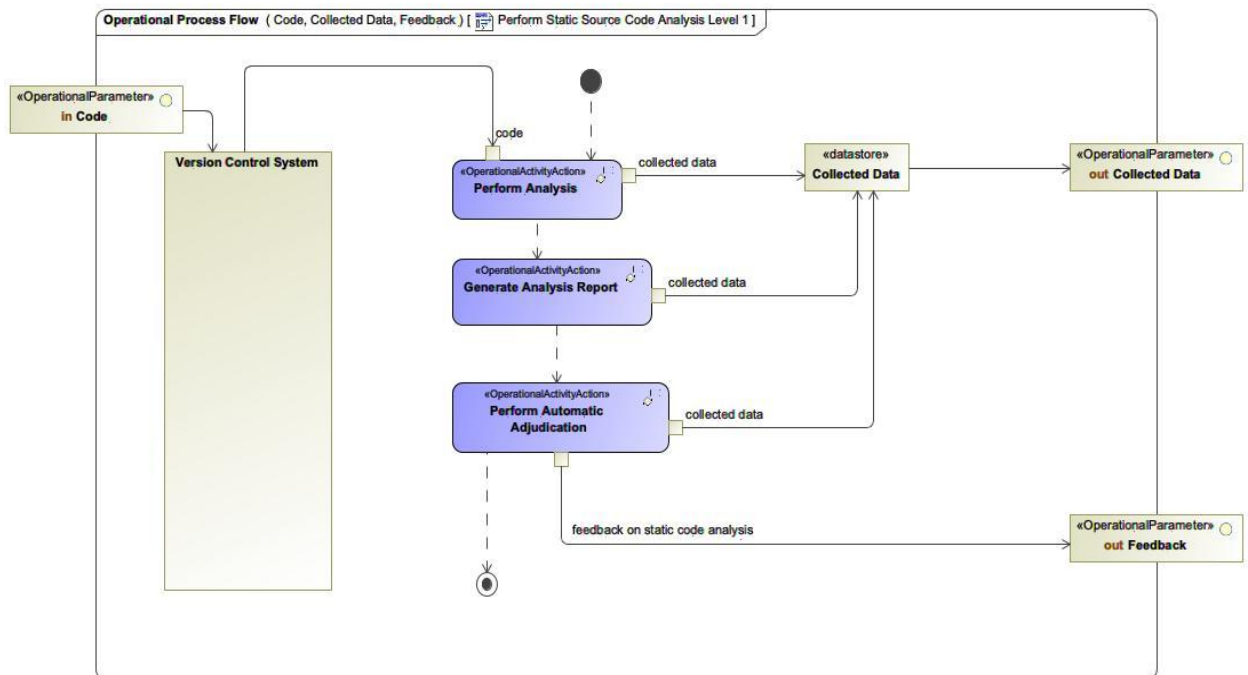 Operational Process Flow ( Code, Collected Data, Feedback ) [ Perform Static Source Code Analysis Level 1 ]
«OperationalParameter»
in Code
Version Control System
code
«OperationalActivityAction»
Perform Analysis
collected data
«datastore»
Collected Data
«OperationalParameter»
out Collected Data
«OperationalActivityAction»
Generate Analysis Report
collected data
«OperationalActivityAction»
Perform Automatic
Adjudication
collected data
feedback on static code analysis
«OperationalParameter»
out Feedback